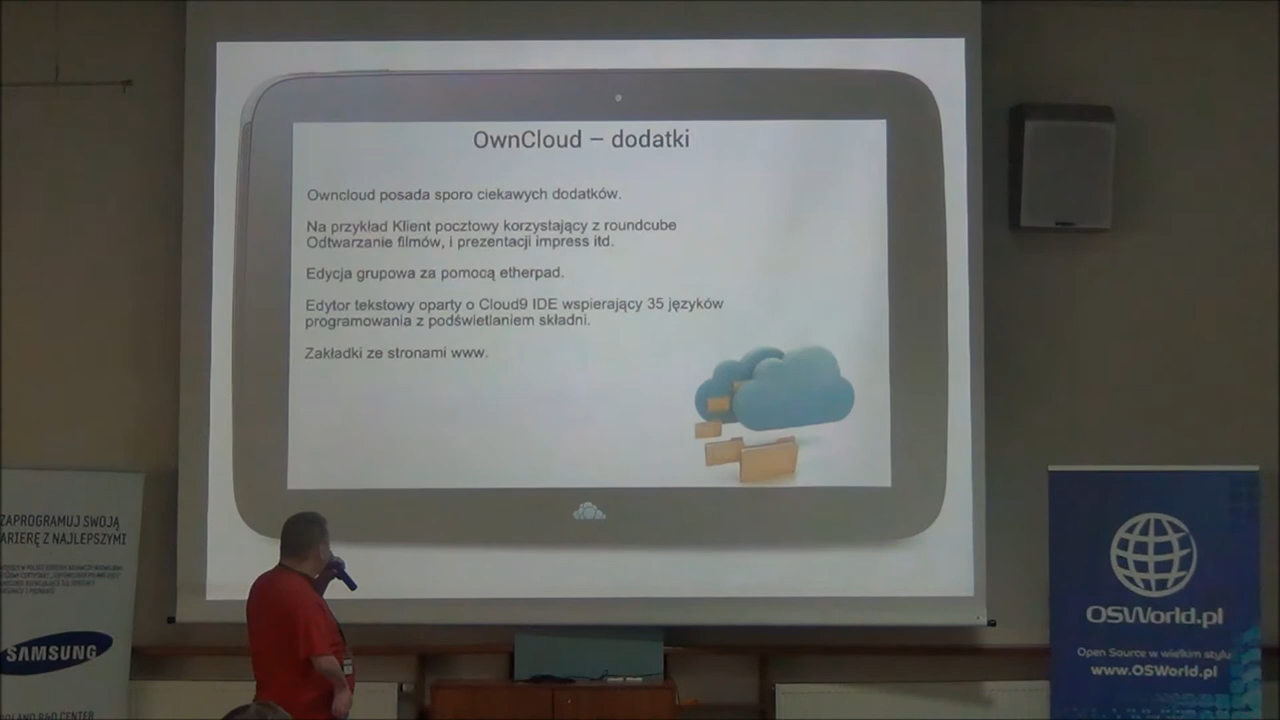 OwnCloud – dodatki
Owncloud posada sporo ciekawych dodatków.
Na przykład Klient pocztowy korzystający z roundcube
Odtwarzanie filmów, i prezentacji impress itd.
Edycja grupowa za pomocą etherpad.
Edytor tekstowy oparty o Cloud9 IDE wspierający 35 języków
programowania z podświetlaniem składni.
Zakładki ze stronami www.
ZAPROGRAMUJ SWOJĄ
ARIERĘ Z NAJLEPSZYMI
SAMSUNG
OLAND R&D CENTER
OSWorld.pl
Open Source w wielkim stylu
www.OSWorld.pl